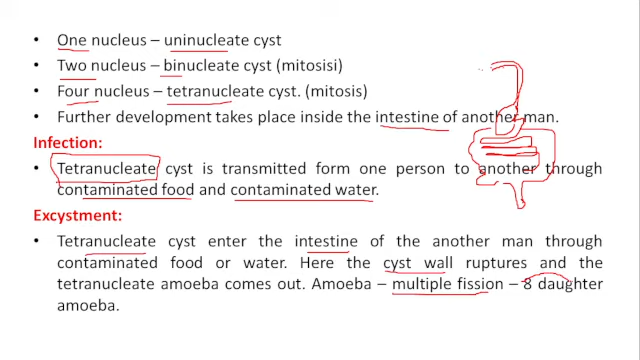 • One nucleus – uninucleate cyst
• Two nucleus – binucleate cyst (mitosisi)
• Four nucleus – tetranucleate cyst. (mitosis)
• Further development takes place inside the intestine of another man.
Infection:
• Tetranucleate cyst is transmitted form one person to another through
contaminated food and contaminated water.
Excystment:
• Tetranucleate cyst enter the intestine of the another man through
contaminated food or water. Here the cyst wall ruptures and the
tetranucleate amoeba comes out. Amoeba – multiple fission – 8 daughter
amoeba.